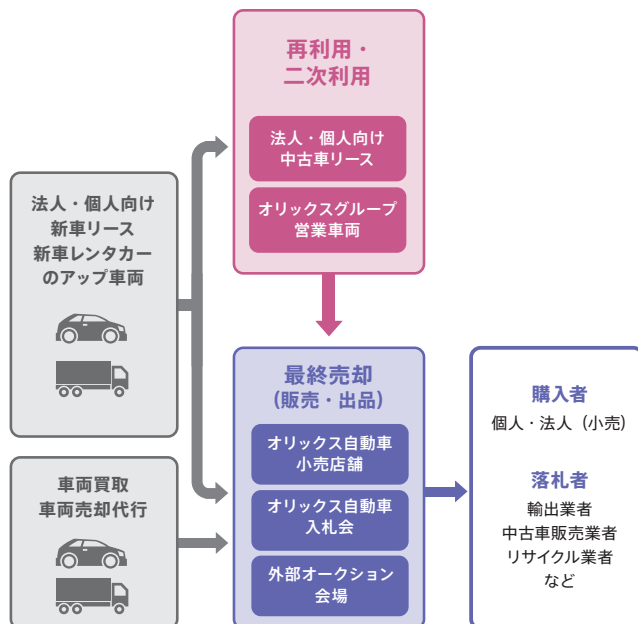 再利用・
二次利用
法人・個人向け
中古車リース
オリックスグループ
営業車両
法人・個人向け
新車リース
新車レンタカー
のアップ車両
車両買取
車両売却代行
最終売却
(販売・出品)
オリックス自動車
小売店舗
オリックス自動車
入札会
外部オークション
会場
購入者
個人・法人（小売）
落札者
輸出業者
中古車販売業者
リサイクル業者
など